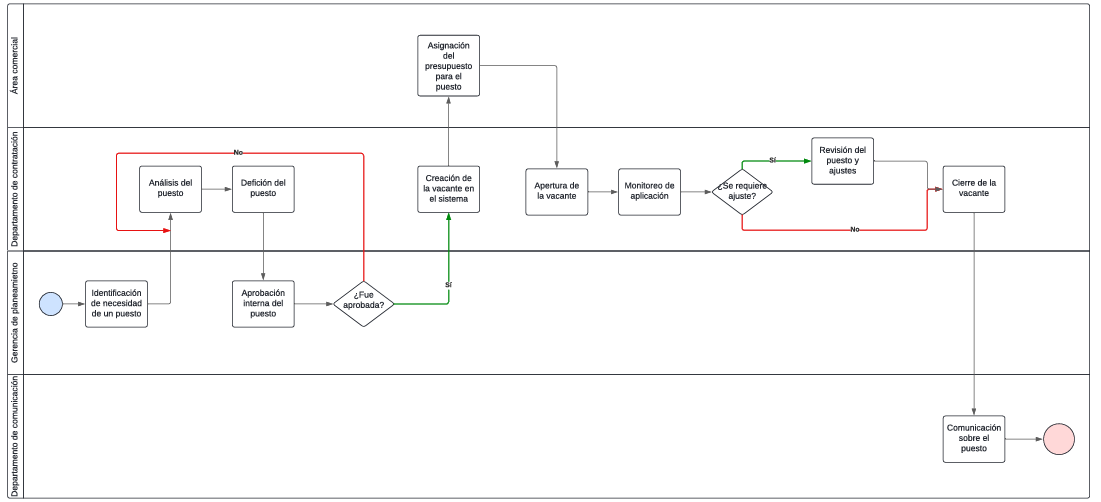 Área comercial
Asignación
del
presupuesto
para el
puesto
Departamento de contratación
No
Análisis del
puesto
Defición del
puesto
Creación de
la vacante en
el sistema
Apertura de
la vacante
Monitoreo de
aplicación
¿Se requiere
ajuste?
Sí
Revisión del
puesto y
ajustes
No
Cierre de la
vacante
Gerencia de planeamietno
Identificación
de necesidad
de un puesto
Aprobación
interna del
puesto
¿Fue
aprobada?
Sí
Departamento de comunicación
Comunicación
sobre el
puesto